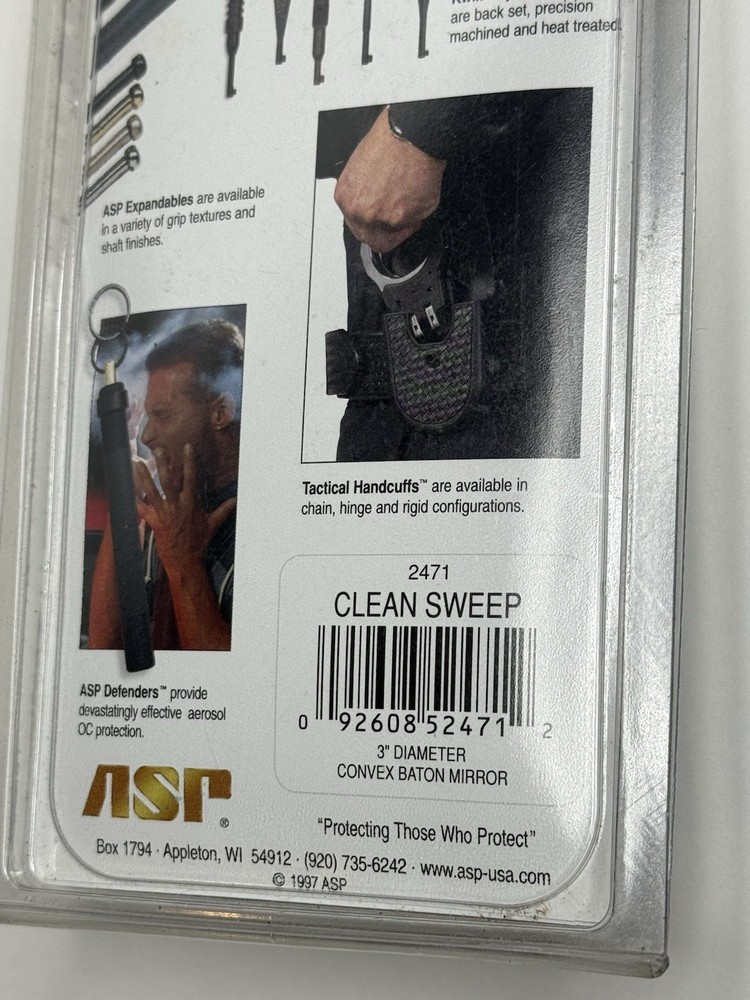 are back set, precision
machined and heat treated.
ASP Expandables are available
in a variety of grip textures and
shaft finishes.
Tactical Handcuffs™ are available in
chain, hinge and rigid configurations.
2471
CLEAN SWEEP
0 92608 52471 2
3" DIAMETER
CONVEX BATON MIRROR
ASP Defenders™ provide
devastatingly effective aerosol
OC protection.
ASP®
"Protecting Those Who Protect"
Box 1794 · Appleton, WI 54912 · (920) 735-6242 · www.asp-usa.com
© 1997 ASP